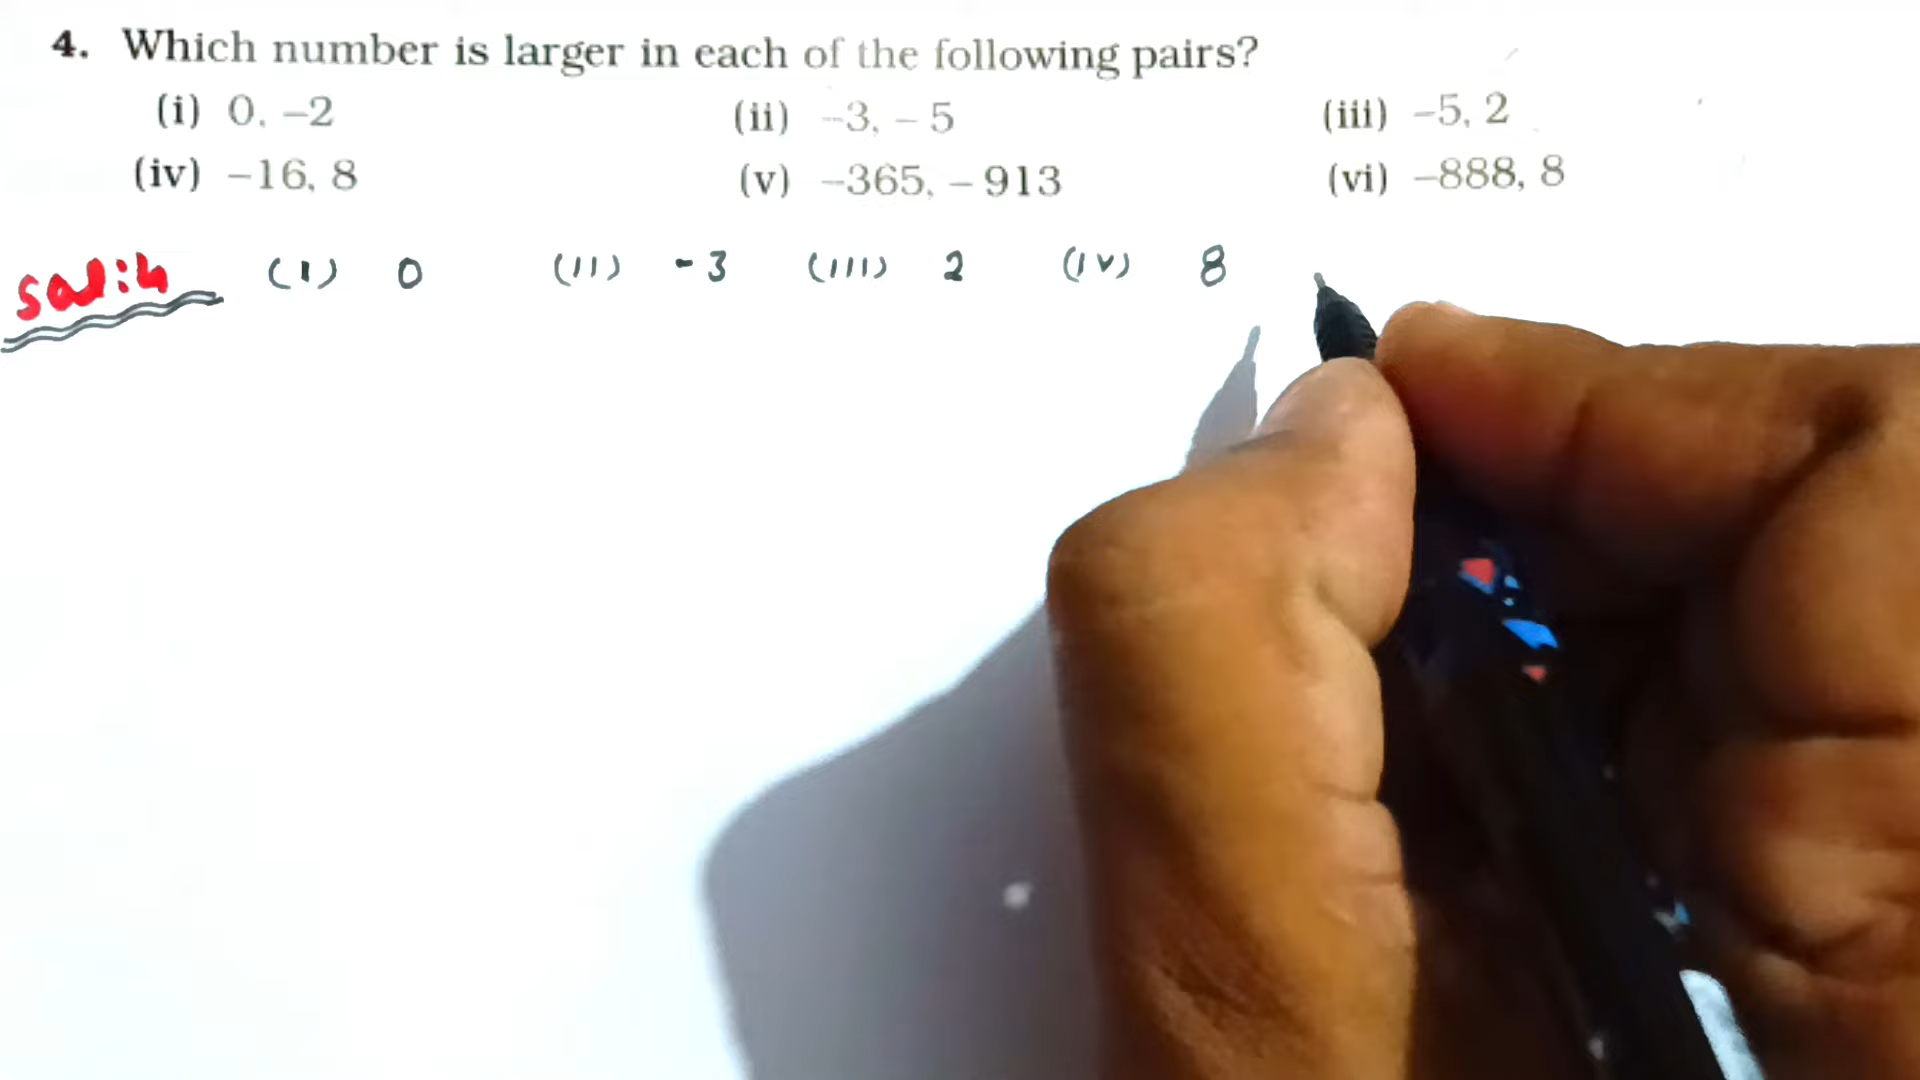 4. Which number is larger in each of the following pairs?
(i) 0, –2 (ii) –3, – 5 (iii) –5, 2
(iv) –16, 8 (v) –365, – 913 (vi) –888, 8
(i) 0 (ii) -3 (iii) 2 (iv) 8